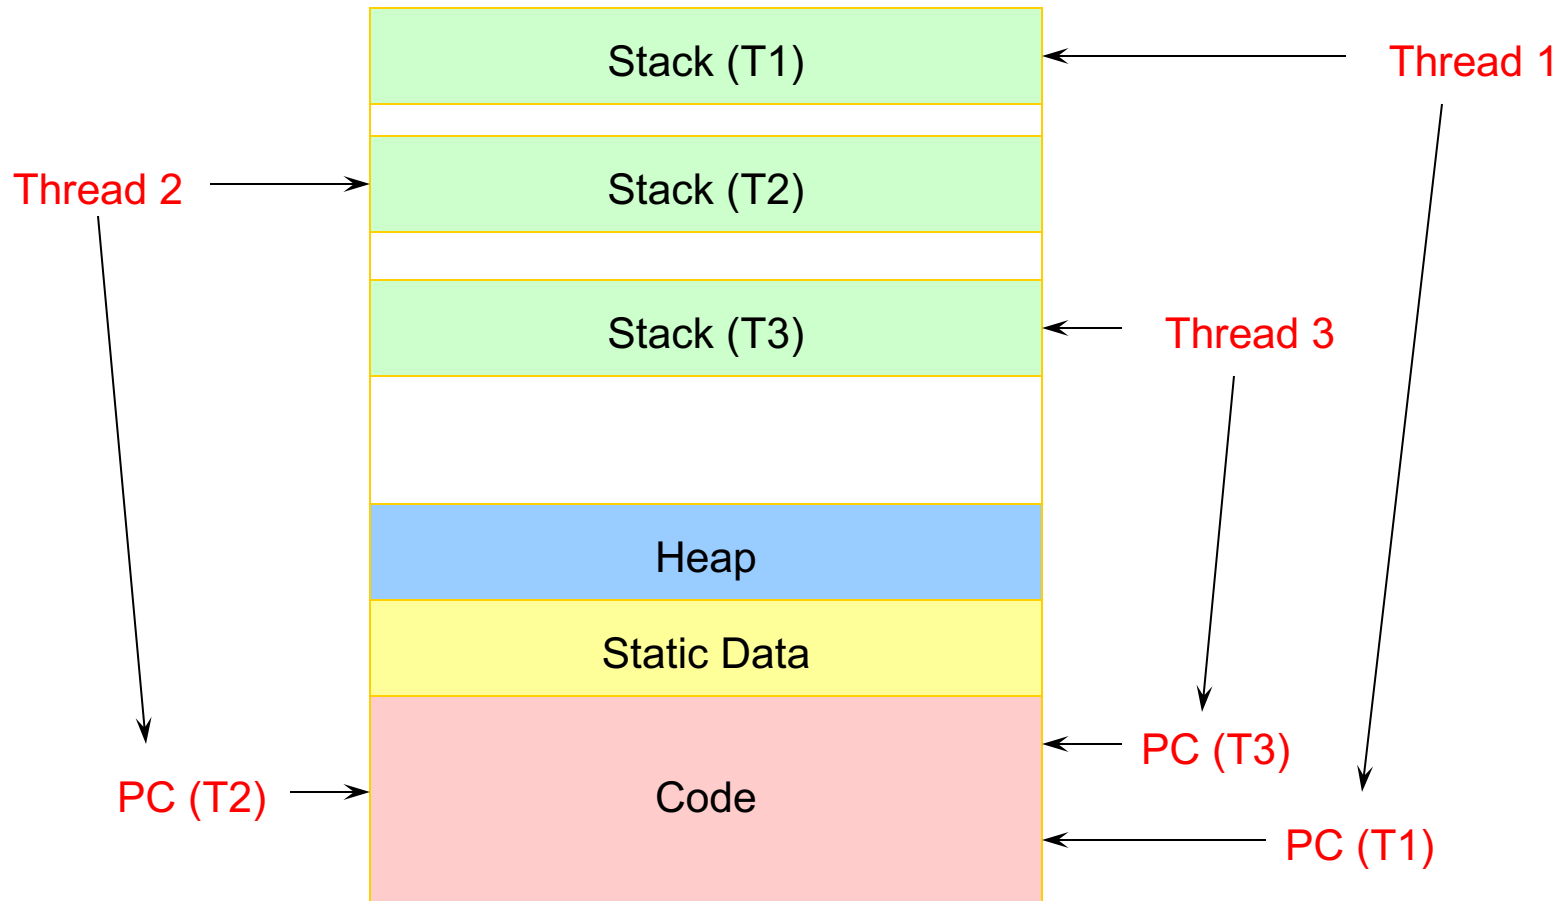 Stack (T1)
Thread 1
Thread 2
Stack (T2)
Stack (T3)
Thread 3
Heap
Static Data
PC (T3)
PC (T2)
Code
PC (T1)